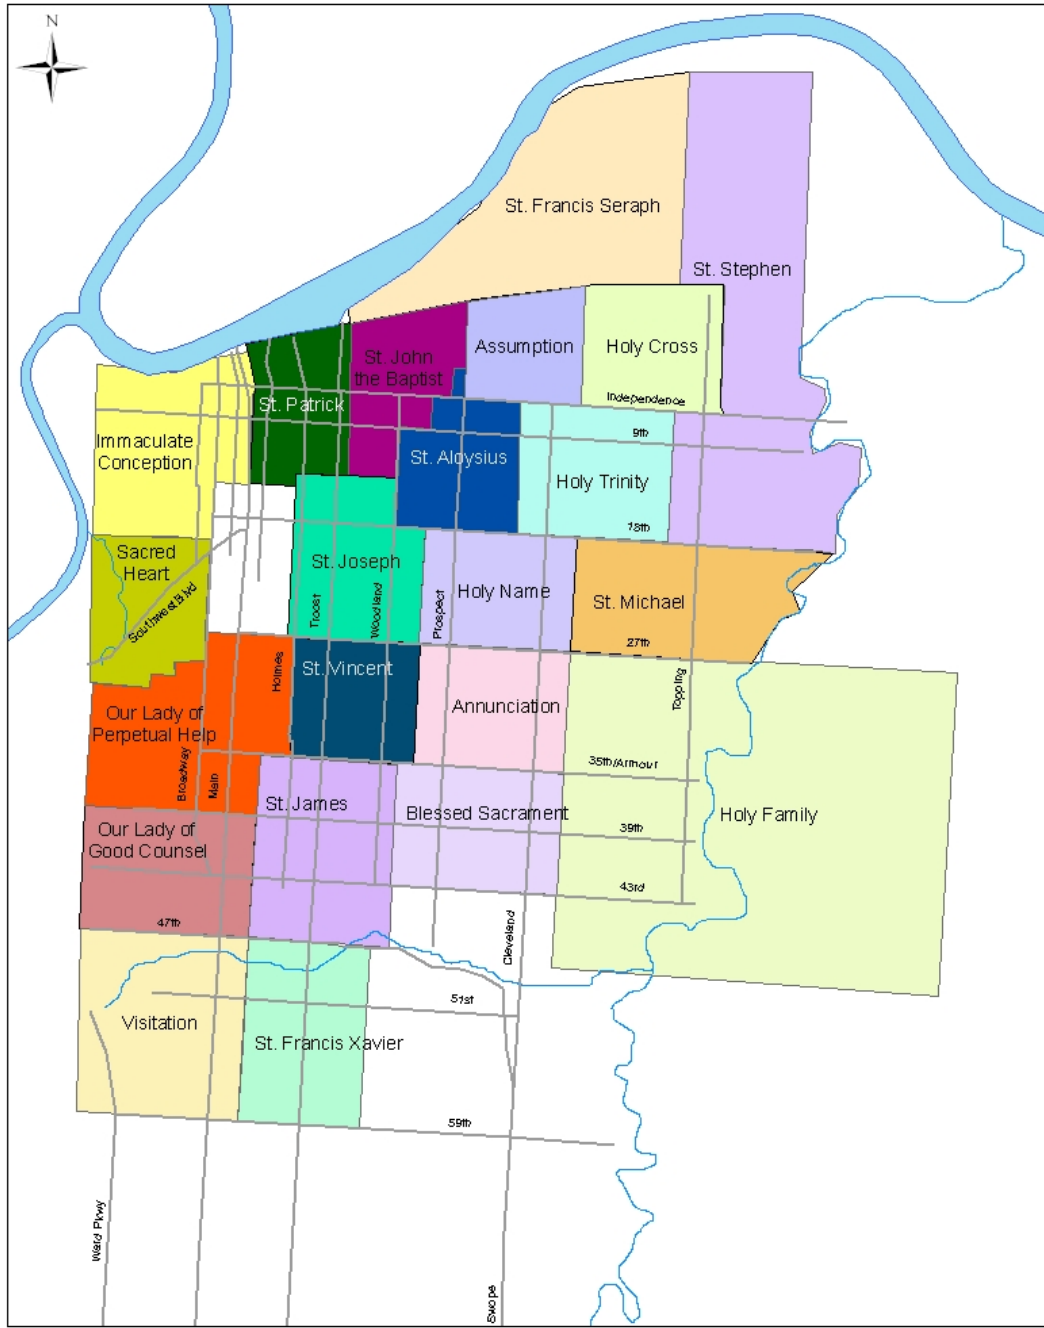 N
St. Francis Seraph
St. Stephen
St. John
the Baptist
Assumption
Holy Cross
St. Patrick
Independence
Immaculate
Conception
9th
St. Aloysius
Holy Trinity
18th
Sacred
Heart
St. Joseph
Holy Name
St. Michael
Southwest Blvd
Troost
Woodland
Prospect
27th
Holmes
St. Vincent
Topping
Our Lady of
Perpetual Help
Annunciation
Broadway
Main
35th/Armour
St. James
Blessed Sacrament
Holy Family
Our Lady of
Good Counsel
39th
43rd
47th
Cleveland
51st
Visitation
St. Francis Xavier
59th
Ward Pkwy
Swope